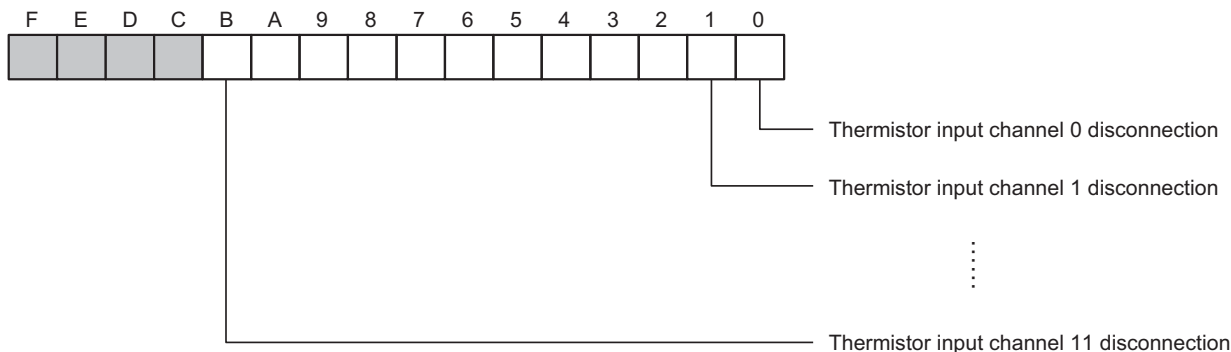 F E D C B A 9 8 7 6 5 4 3 2 1 0
Thermistor input channel 0 disconnection
Thermistor input channel 1 disconnection
Thermistor input channel 11 disconnection